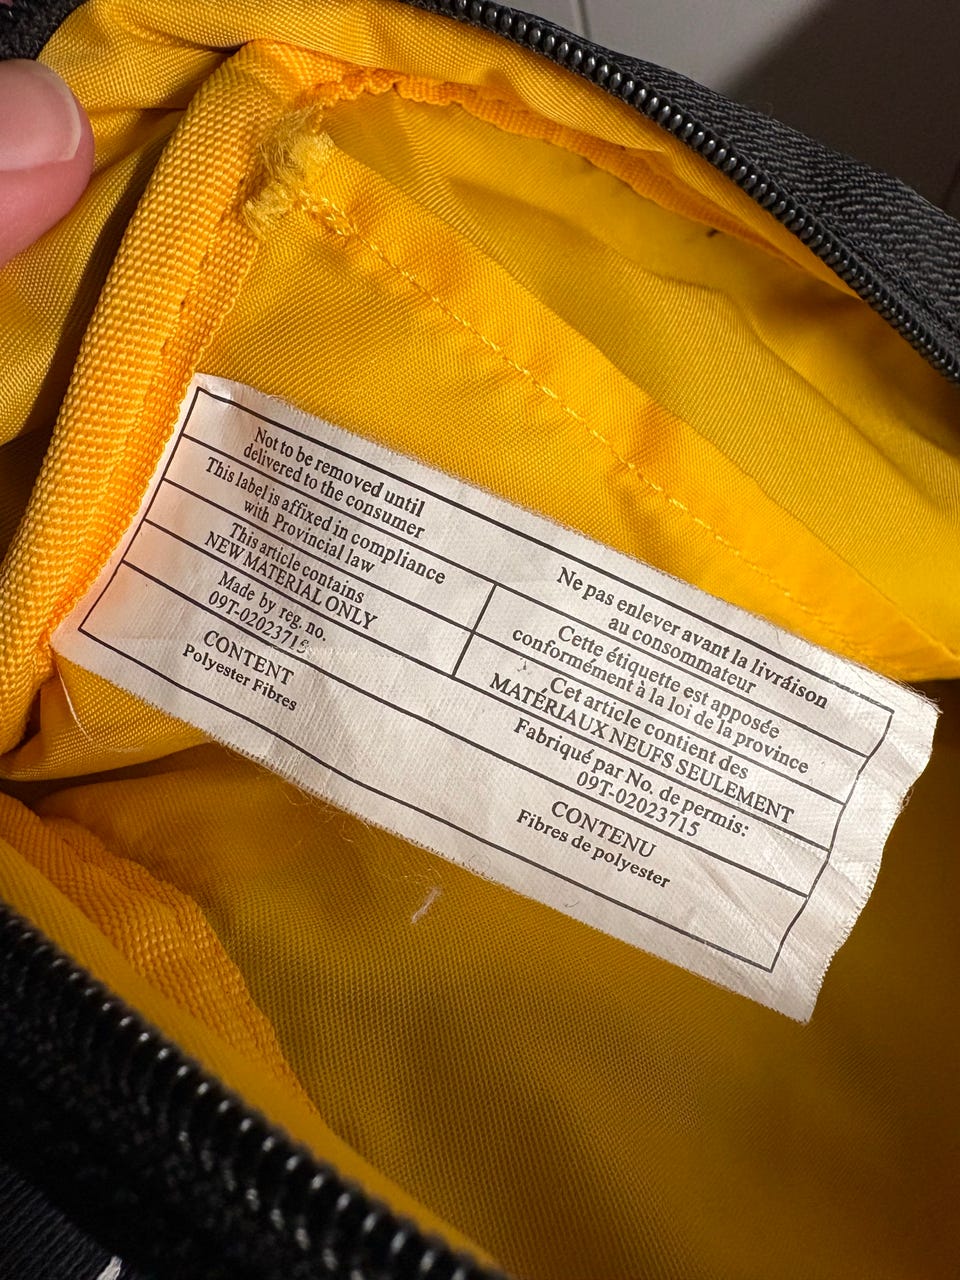 Not to be removed until
delivered to the consumer
This label is affixed in compliance
with Provincial law
This article contains
NEW MATERIAL ONLY
Made by reg. no.
CONTENT
Polyester Fibres
Ne pas enlever avant la livráison
au consommateur
Cette étiquette est apposée
conformément à la loi de la province
Cet article contient des
MATÉRIAUX NEUFS SEULEMENT
Fabriqué par No. de permis:
09T-02023715
CONTENU
Fibres de polyester